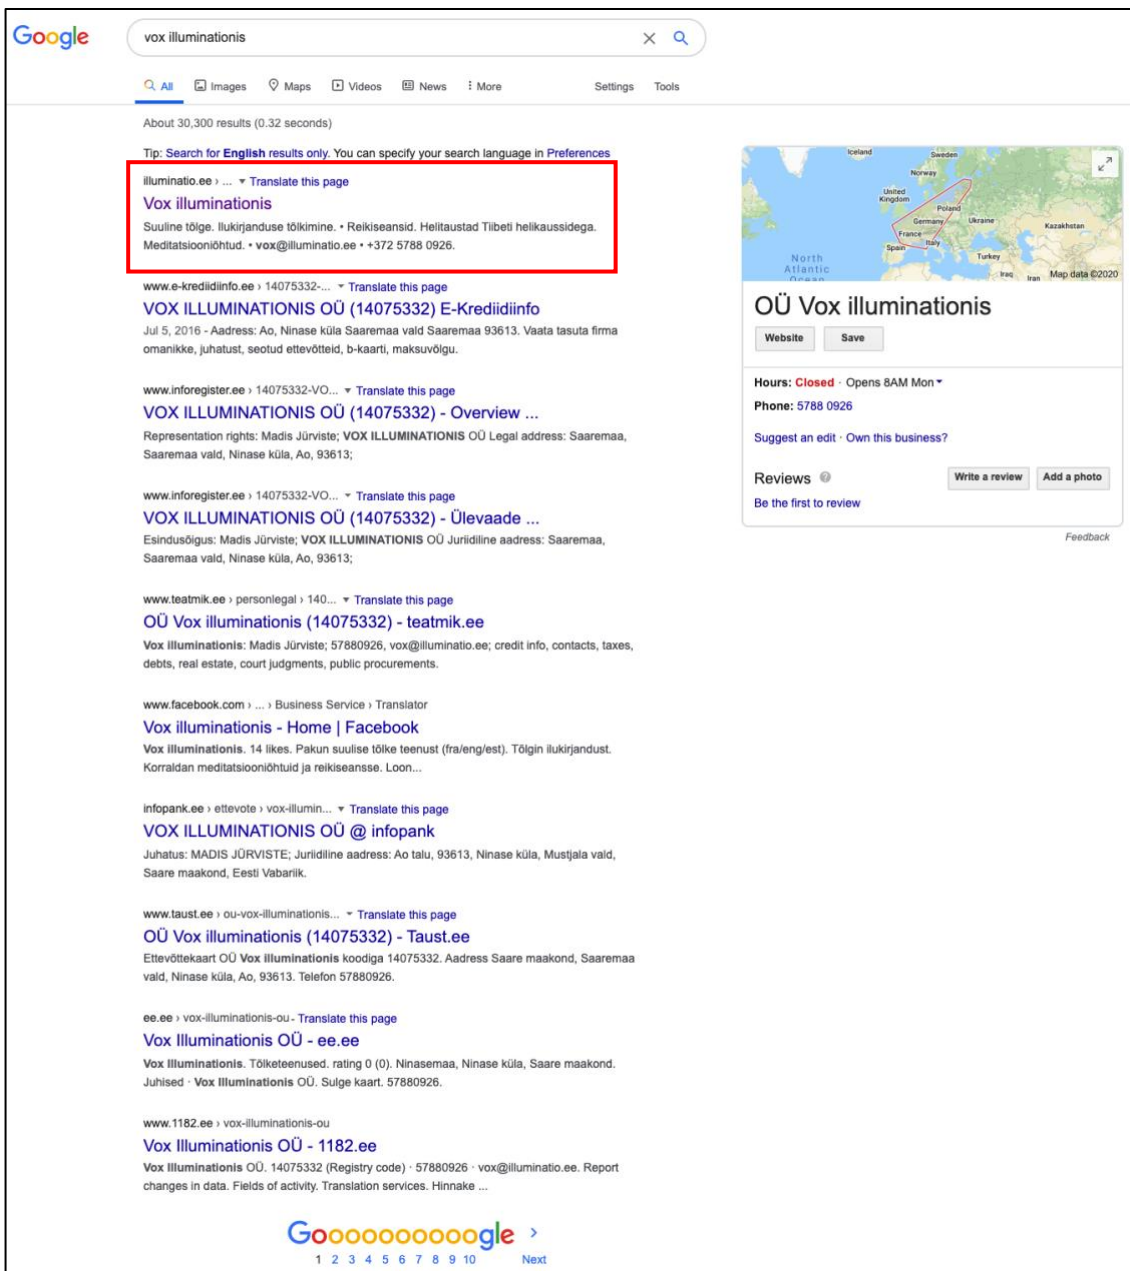 Google
vox illuminationis
All Images Maps Videos News More Settings Tools
About 30,300 results (0.32 seconds)
Tip: Search for English results only. You can specify your search language in Preferences
illuminatio.ee › ... Translate this page
Vox illuminationis
Suuline tõlge. Ilukirjanduse tõlkimine. • Reikiseansid. Helitaustad Tiibeti helikaussidega.
Meditatsiooniõhtud. • vox@illuminatio.ee • +372 5788 0926.
www.e-krediidiinfo.ee › 14075332-... Translate this page
VOX ILLUMINATIONIS OÜ (14075332) E-Krediidiinfo
Jul 5, 2016 - Aadress: Ao, Ninase küla Saaremaa vald Saaremaa 93613. Vaata tasuta firma
omanikke, juhatust, seotud ettevõtteid, b-kaarti, maksuvõlgu.
www.inforegister.ee › 14075332-VO... Translate this page
VOX ILLUMINATIONIS OÜ (14075332) - Overview ...
Representation rights: Madis Jürviste; VOX ILLUMINATIONIS OÜ Legal address: Saaremaa,
Saaremaa vald, Ninase küla, Ao, 93613;
www.inforegister.ee › 14075332-VO... Translate this page
VOX ILLUMINATIONIS OÜ (14075332) - Ülevaade ...
Esindusõigus: Madis Jürviste; VOX ILLUMINATIONIS OÜ Juriidiline aadress: Saaremaa,
Saaremaa vald, Ninase küla, Ao, 93613;
www.teatmik.ee › personlegal › 140... Translate this page
OÜ Vox illuminationis (14075332) - teatmik.ee
Vox illuminationis: Madis Jürviste; 57880926, vox@illuminatio.ee; credit info, contacts, taxes,
debts, real estate, court judgments, public procurements.
www.facebook.com › ... › Business Service › Translator
Vox illuminationis - Home | Facebook
Vox illuminationis. 14 likes. Pakun suulise tõlke teenust (fra/eng/est). Tõlgin ilukirjandust.
Korraldan meditatsiooniõhtuid ja reikiseansse. Loon...
infopank.ee › ettevote › vox-illumin... Translate this page
VOX ILLUMINATIONIS OÜ @ infopank
Juhatus: MADIS JÜRVISTE; Juriidiline aadress: Ao talu, 93613, Ninase küla, Mustjala vald,
Saare maakond, Eesti Vabariik.
www.taust.ee › ou-vox-illuminationis... Translate this page
OÜ Vox illuminationis (14075332) - Taust.ee
Ettevõttekaart OÜ Vox illuminationis koodiga 14075332. Aadress Saare maakond, Saaremaa
vald, Ninase küla, Ao, 93613. Telefon 57880926.
ee.ee › vox-illuminationis-ou - Translate this page
Vox Illuminationis OÜ - ee.ee
Vox Illuminationis. Tõlketeenused. rating 0 (0). Ninasemaa, Ninase küla, Saare maakond.
Juhised · Vox Illuminationis OÜ. Sulge kaart. 57880926.
www.1182.ee › vox-illuminationis-ou
Vox Illuminationis OÜ - 1182.ee
Vox Illuminationis OÜ. 14075332 (Registry code) · 57880926 · vox@illuminatio.ee. Report
changes in data. Fields of activity. Translation services. Hinnake ...
Goooooooooogle ›
1 2 3 4 5 6 7 8 9 10 Next
Iceland
Sweden
Norway
United
Kingdom
Poland
Germany
Ukraine
France
Kazakhstan
Spain
Italy
Turkey
North
Atlantic
Ocean
Iraq
Iran
Map data ©2020
OÜ Vox illuminationis
Website Save
Hours: Closed · Opens 8AM Mon
Phone: 5788 0926
Suggest an edit · Own this business?
Reviews Write a review Add a photo
Be the first to review
Feedback